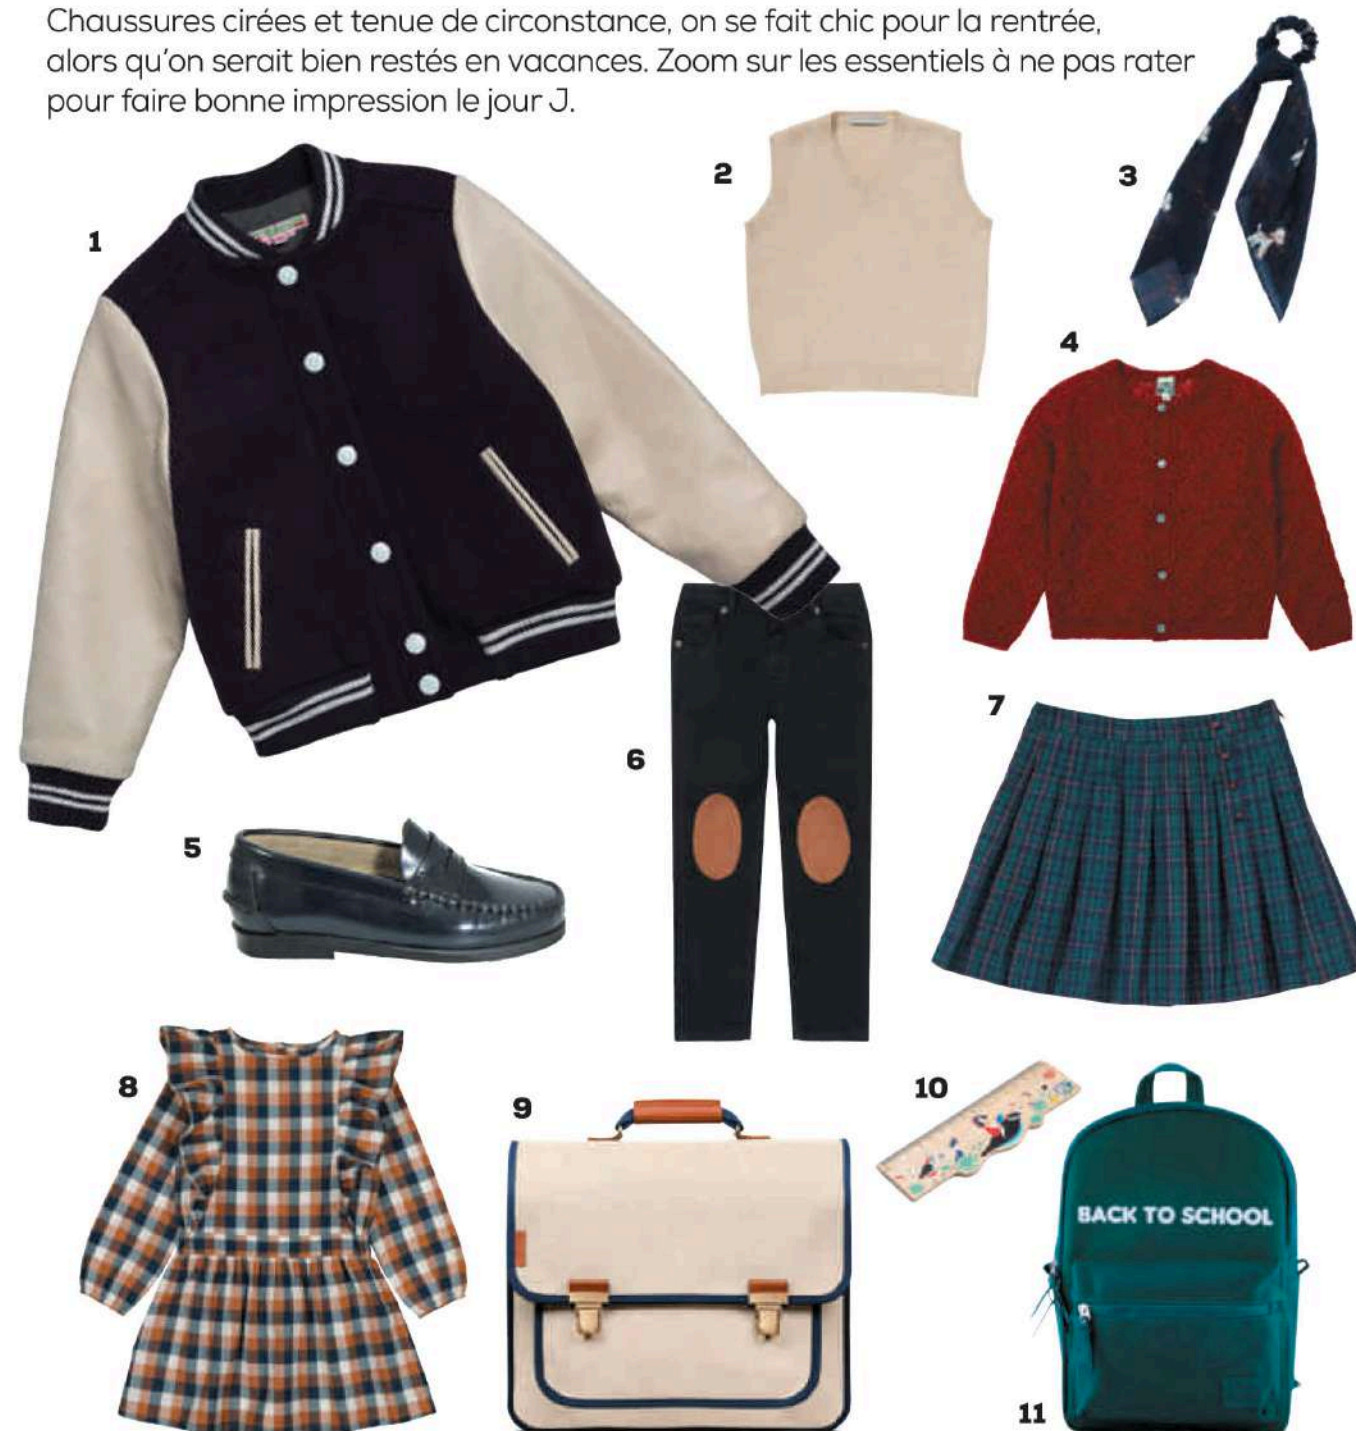 Chaussures cirées et tenue de circonstance, on se fait chic pour la rentrée,
alors qu'on serait bien restés en vacances. Zoom sur les essentiels à ne pas rater
pour faire bonne impression le jour J.
1
2
3
4
5
6
7
8
9
10
11
BACK TO SCHOOL